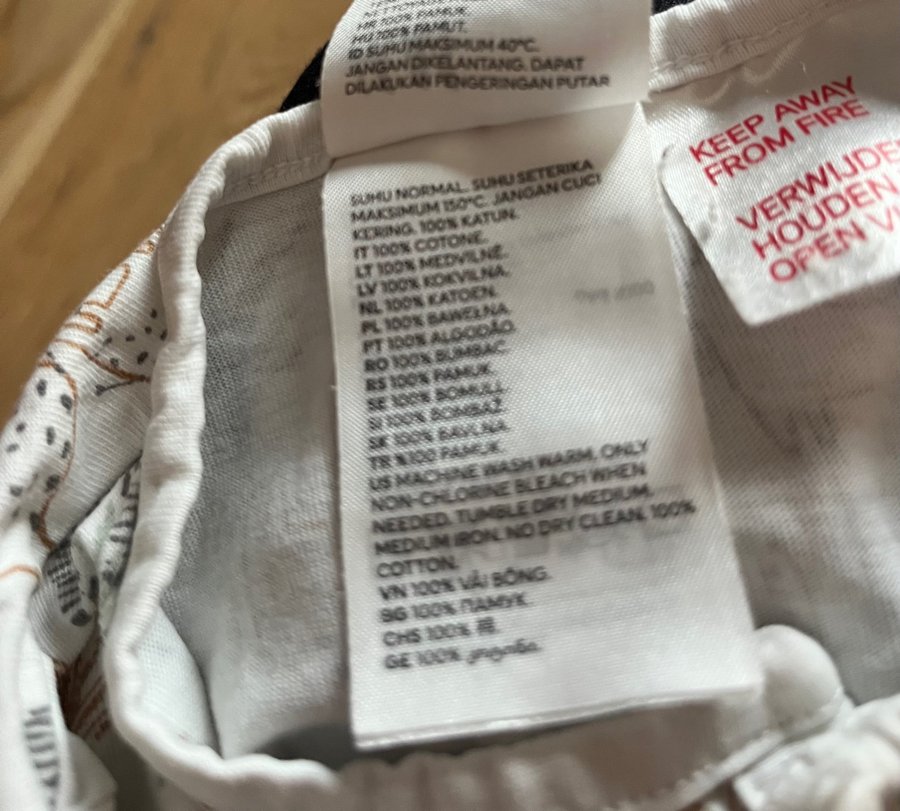 HR 100% PAMUK.
HU 100% PAMUT.
ID SUHU MAKSIMUM 40°C.
JANGAN DIKELANTANG. DAPAT
DILAKUKAN PENGERINGAN PUTAR
SUHU NORMAL. SUHU SETERIKA
MAKSIMUM 150°C. JANGAN CUCI
KERING. 100% KATUN.
IT 100% COTONE.
LT 100% MEDVILNĖ.
LV 100% KOKVILNA.
NL 100% KATOEN.
PL 100% BAWEŁNA.
PT 100% ALGODÃO.
RO 100% BUMBAC.
RS 100% PAMUK.
SE 100% BOMULL.
SI 100% BOMBAŽ.
SK 100% BAVLNA.
TR %100 PAMUK.
US MACHINE WASH WARM. ONLY
NON-CHLORINE BLEACH WHEN
NEEDED. TUMBLE DRY MEDIUM.
MEDIUM IRON. NO DRY CLEAN. 100%
COTTON.
VN 100% VẢI BÔNG.
BG 100% ПАМУК.
CHS 100% 棉.
GE 100% კოტონი.
KEEP AWAY
FROM FIRE
VERWIJDE
HOUDEN
OPEN V